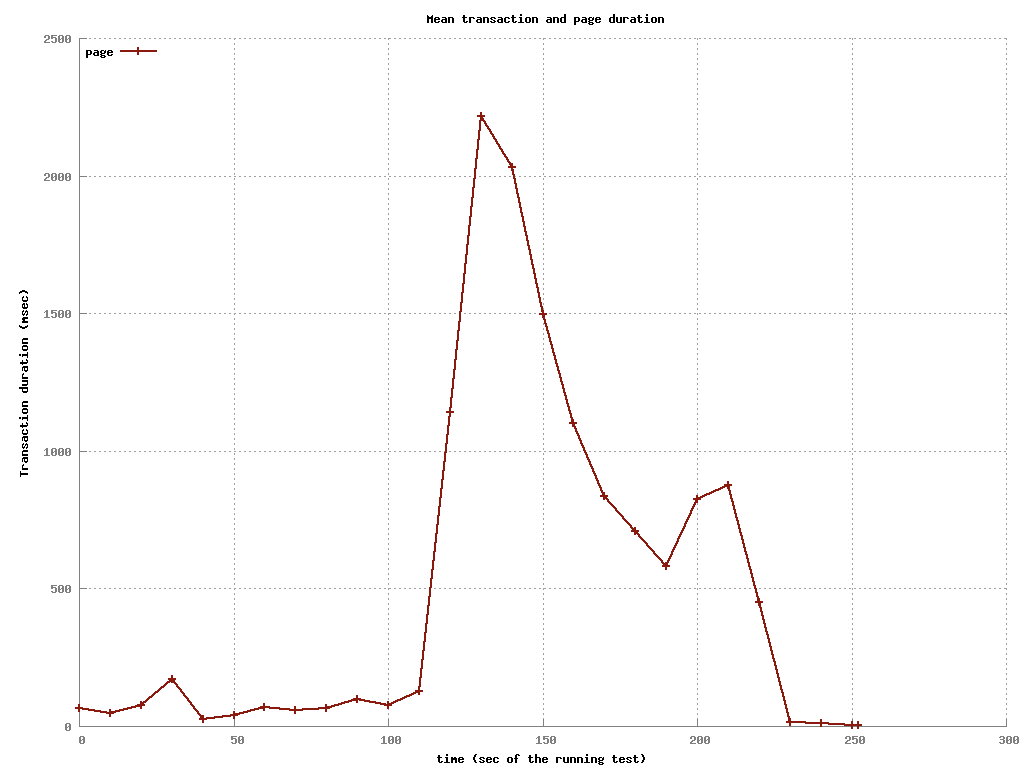 Mean transaction and page duration
2500
page
2000
1500
1000
500
0
Transaction duration (msec)
0 50 100 150 200 250 300
time (sec of the running test)